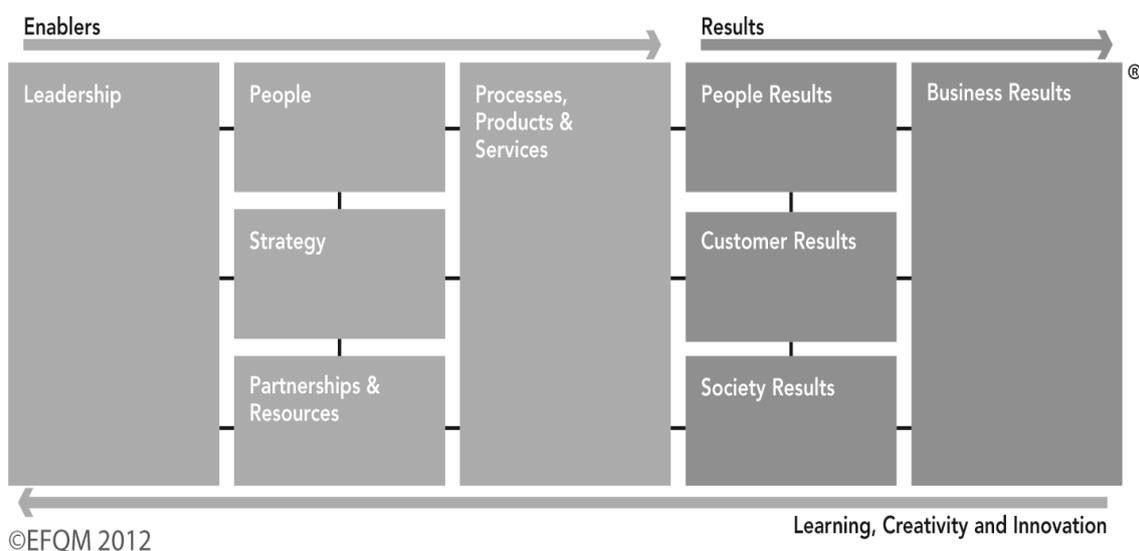 Enablers
Results
®
Leadership
People
Processes,
Products &
Services
People Results
Business Results
Strategy
Customer Results
Partnerships &
Resources
Society Results
Learning, Creativity and Innovation
©EFQM 2012